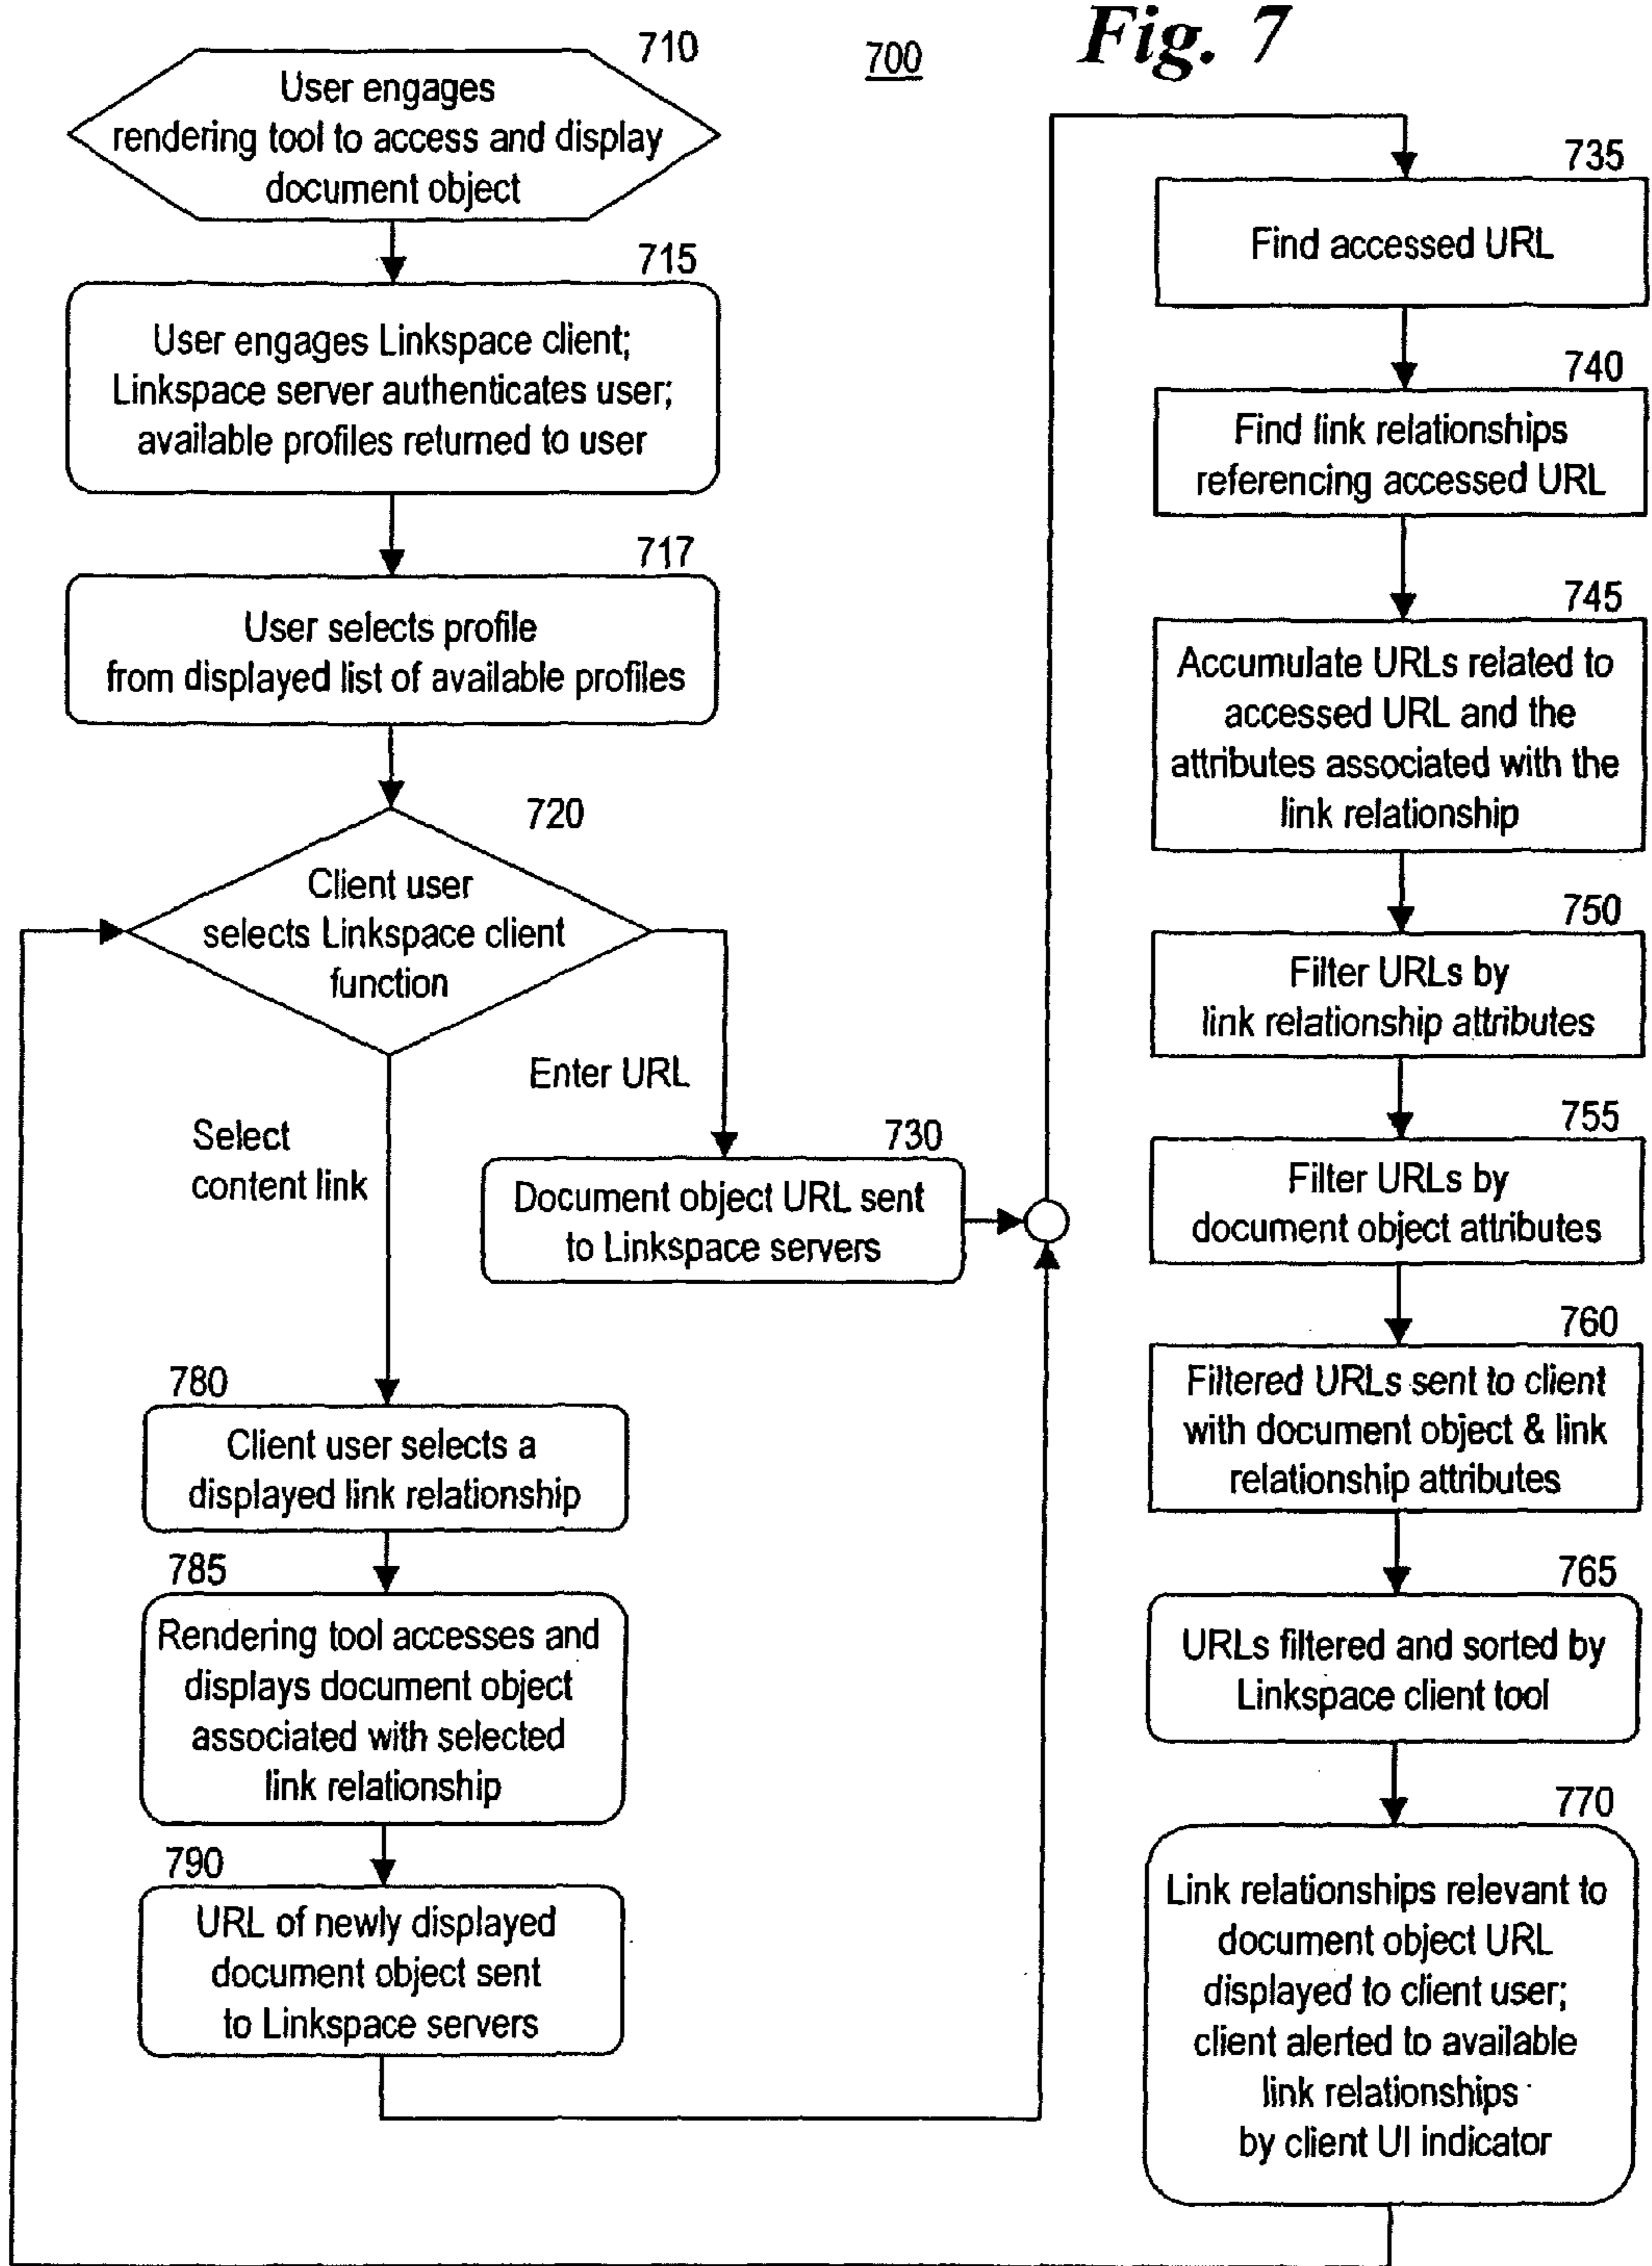 Fig. 7
700
710
User engages
rendering tool to access and display
document object
715
User engages Linkspace client;
Linkspace server authenticates user;
available profiles returned to user
717
User selects profile
from displayed list of available profiles
720
Client user
selects Linkspace client
function
Enter URL
Select
content link
730
Document object URL sent
to Linkspace servers
780
Client user selects a
displayed link relationship
785
Rendering tool accesses and
displays document object
associated with selected
link relationship
790
URL of newly displayed
document object sent
to Linkspace servers
735
Find accessed URL
740
Find link relationships
referencing accessed URL
745
Accumulate URLs related to
accessed URL and the
attributes associated with the
link relationship
750
Filter URLs by
link relationship attributes
755
Filter URLs by
document object attributes
760
Filtered URLs sent to client
with document object & link
relationship attributes
765
URLs filtered and sorted by
Linkspace client tool
770
Link relationships relevant to
document object URL
displayed to client user;
client alerted to available
link relationships
by client UI indicator